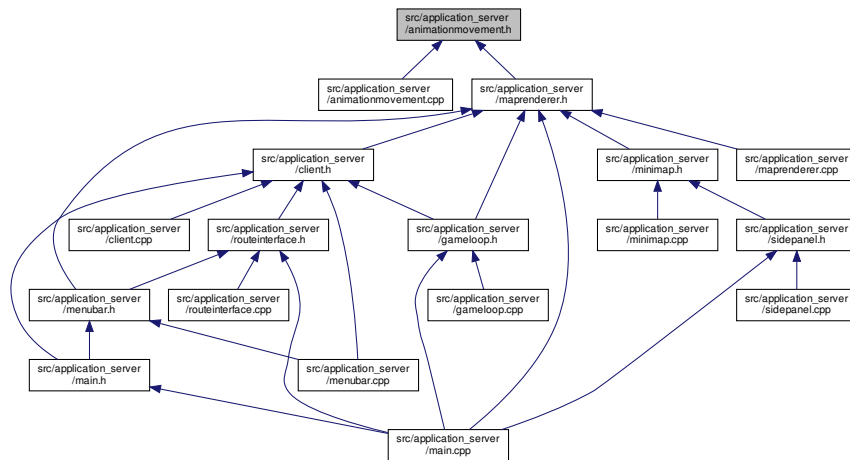 src/application_server
/animationmovement.h
src/application_server
/animationmovement.cpp
src/application_server
/maprenderer.h
src/application_server
/client.h
src/application_server
/minimap.h
src/application_server
/maprenderer.cpp
src/application_server
/client.cpp
src/application_server
/routeinterface.h
src/application_server
/gameloop.h
src/application_server
/minimap.cpp
src/application_server
/sidepanel.h
src/application_server
/menubar.h
src/application_server
/routeinterface.cpp
src/application_server
/gameloop.cpp
src/application_server
/sidepanel.cpp
src/application_server
/main.h
src/application_server
/menubar.cpp
src/application_server
/main.cpp